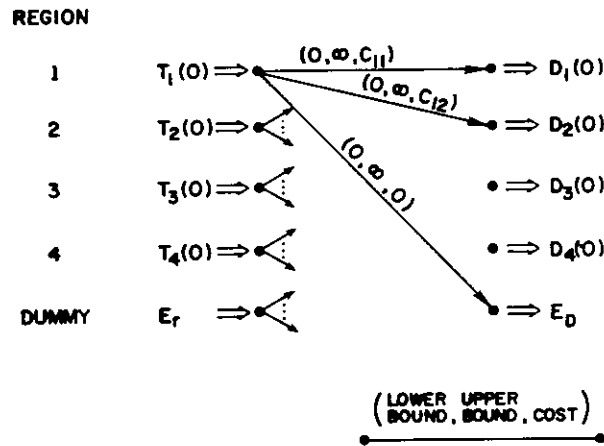 REGION
(0, ∞, C11)
1 T1(0) ⇒ ⇒ D1(0)
(0, ∞, C12)
2 T2(0) ⇒ ⇒ D2(0)
(0, ∞, 0)
3 T3(0) ⇒ ⇒ D3(0)
4 T4(0) ⇒ ⇒ D4(0)
DUMMY Er ⇒ ⇒ ED
(LOWER UPPER
BOUND, BOUND, COST)